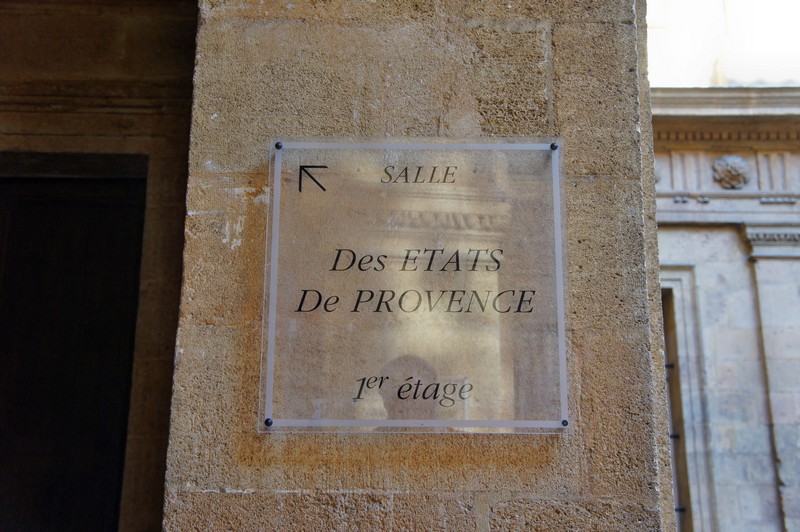 SALLE
Des ETATS
De PROVENCE
1er étage